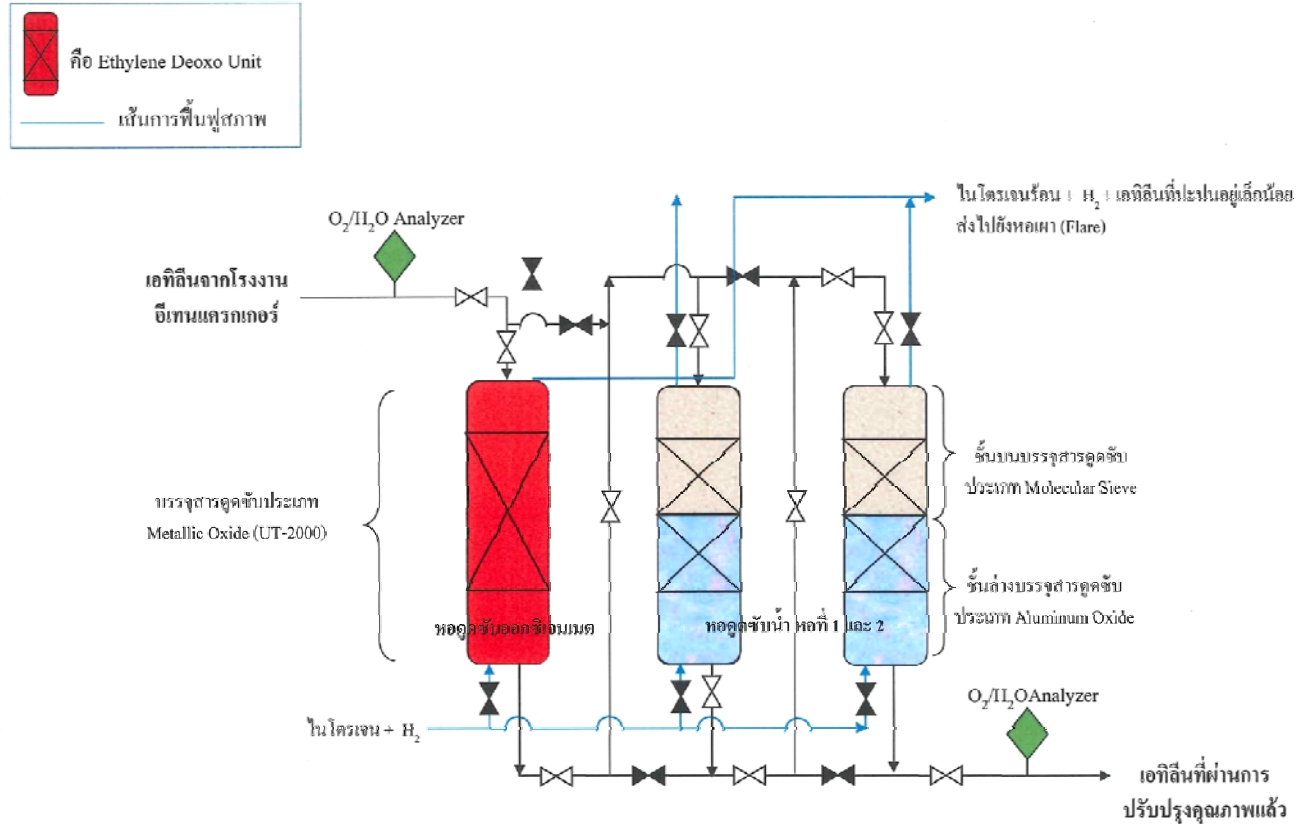 คือ Ethylene Deoxo Unit
เส้นการฟื้นฟูสภาพ
ไนโตรเจนร้อน + H₂ + เอทิลีนที่ปะปนอยู่เล็กน้อย
ส่งไปยังหอเผา (Flare)
O₂/H₂O Analyzer
เอทิลีนจากโรงงาน
อีเทนแครกเกอร์
บรรจุสารดูดซับประเภท
Metallic Oxide (UT-2000)
ชั้นบนบรรจุสารดูดซับ
ประเภท Molecular Sieve
ชั้นล่างบรรจุสารดูดซับ
ประเภท Aluminum Oxide
หอดูดซับออกซิเจนเนต
หอดูดซับน้ำ หอที่ 1 และ 2
ไนโตรเจน + H₂
O₂/H₂OAnalyzer
เอทิลีนที่ผ่านการ
ปรับปรุงคุณภาพแล้ว